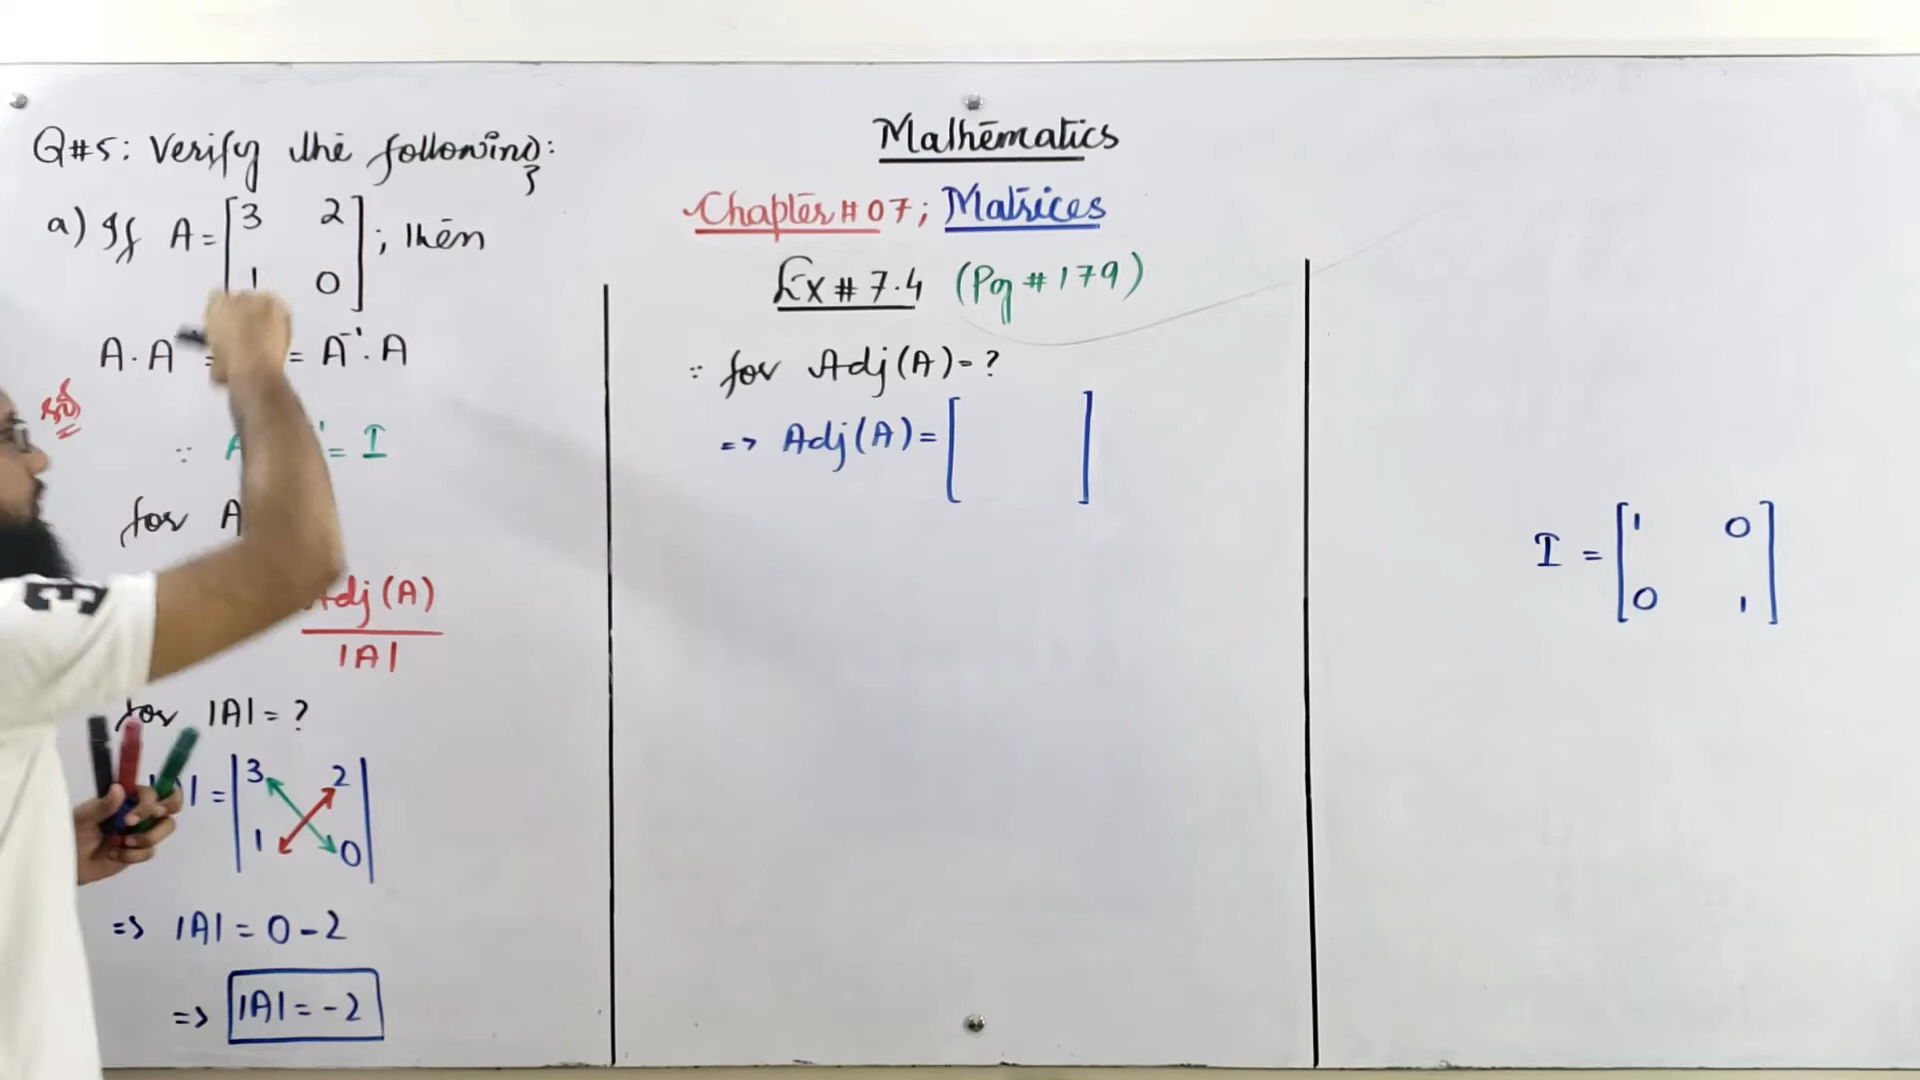 Q#5: Verify the following:
a) If A = [3 2
1 0] ; then
A.A = = A⁻¹.A
Sol
∵ A = I
for A
Adj(A)
|A|
for |A| = ?
| = |3 2
1 0|
=> |A| = 0 - 2
=> |A| = -2
Mathematics
Chapter # 07; Matrices
Ex # 7.4 (Pg # 179)
∵ for Adj(A) = ?
=> Adj(A) = [ ]
I = [1 0
0 1]